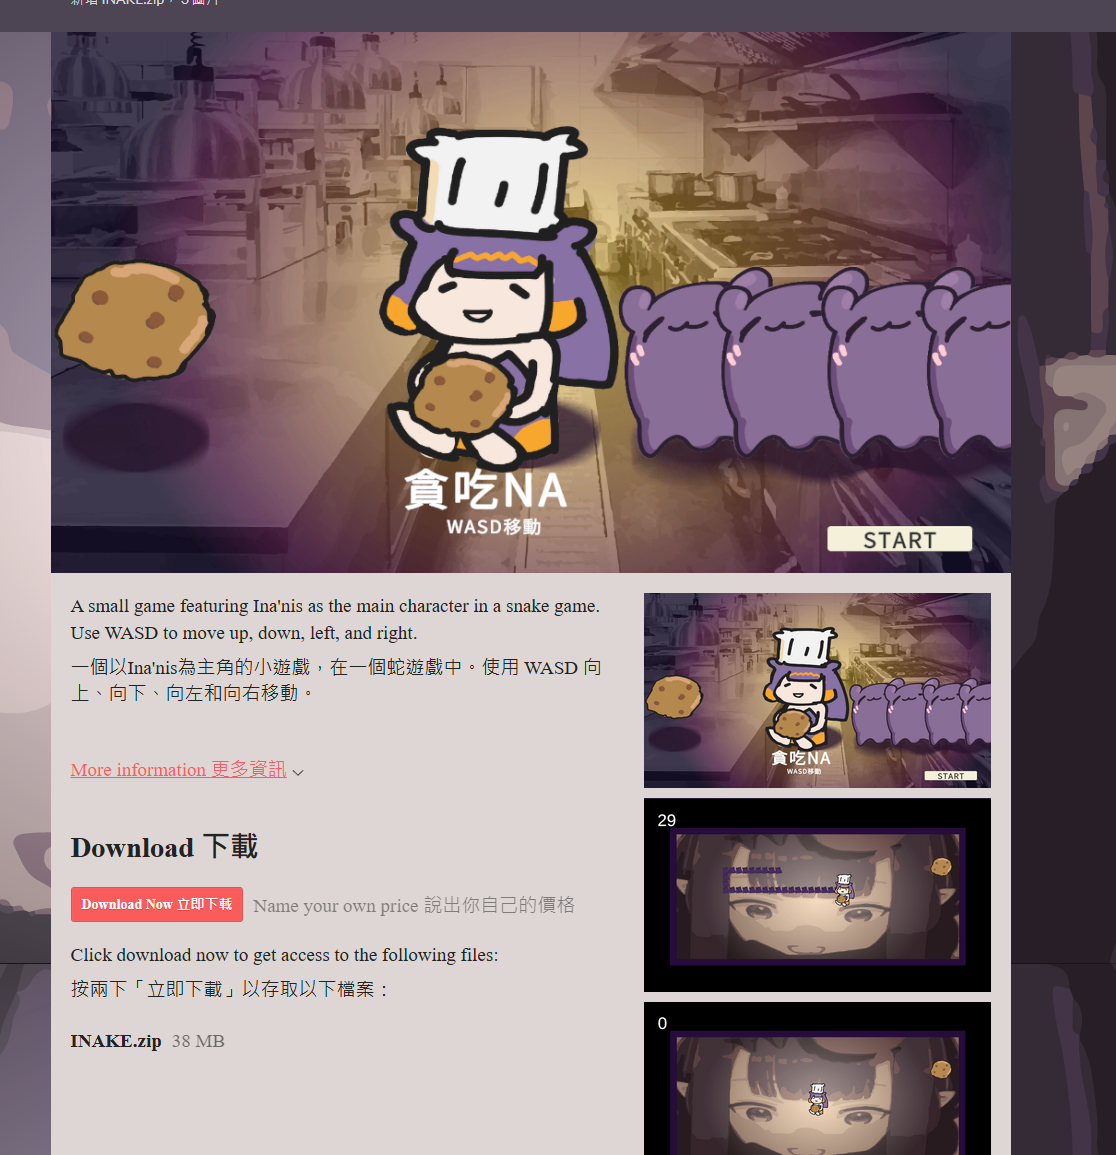 新增 INAKE.zip， 3 圖片
貪吃NA
WASD移動
START
A small game featuring Ina'nis as the main character in a snake game.
Use WASD to move up, down, left, and right.
一個以Ina'nis為主角的小遊戲，在一個蛇遊戲中。使用 WASD 向
上、向下、向左和向右移動。
More information 更多資訊
Download 下載
Download Now 立即下載 Name your own price 說出你自己的價格
Click download now to get access to the following files:
按兩下「立即下載」以存取以下檔案：
INAKE.zip 38 MB
貪吃NA
WASD移動
START
29
0